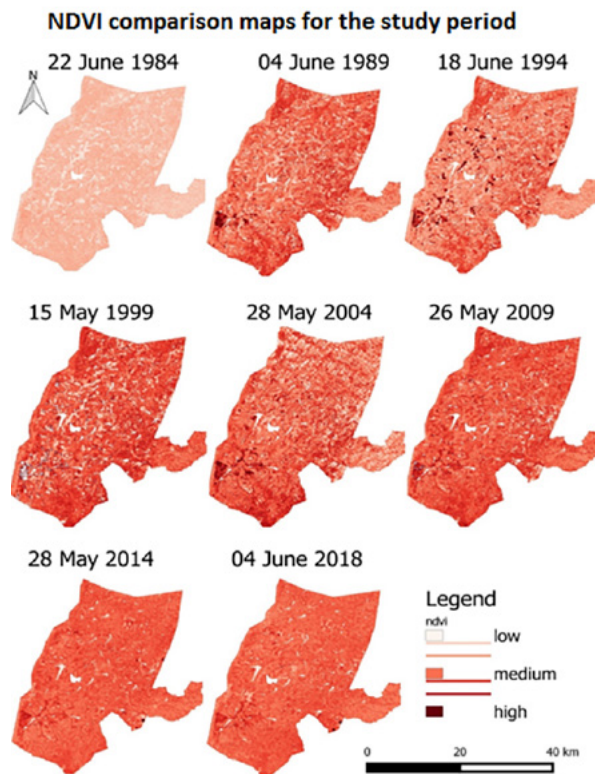 NDVI comparison maps for the study period
22 June 1984 04 June 1989 18 June 1994
N
15 May 1999 28 May 2004 26 May 2009
28 May 2014 04 June 2018
Legend
ndvi
low
medium
high
0 20 40 km